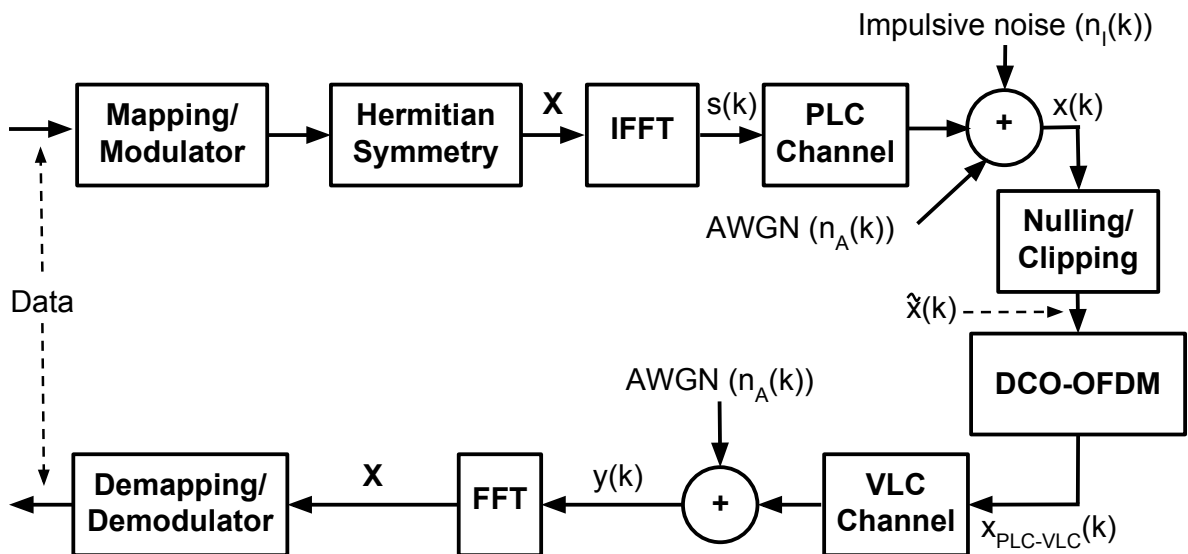 Impulsive noise (n_I(k))
Mapping/
Modulator
Hermitian
Symmetry
X
IFFT
s(k)
PLC
Channel
+
x(k)
AWGN (n_A(k))
Nulling/
Clipping
Data
x̂(k)
DCO-OFDM
AWGN (n_A(k))
Demapping/
Demodulator
X
FFT
y(k)
+
VLC
Channel
x_PLC-VLC(k)